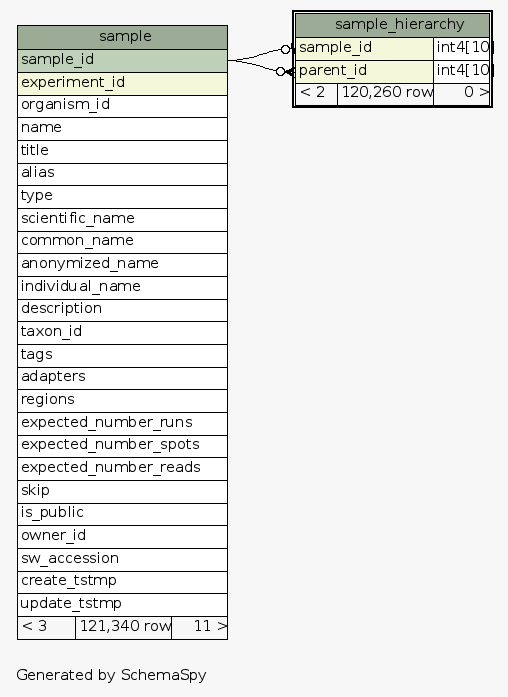 sample
sample_id
experiment_id
organism_id
name
title
alias
type
scientific_name
common_name
anonymized_name
individual_name
description
taxon_id
tags
adapters
regions
expected_number_runs
expected_number_spots
expected_number_reads
skip
is_public
owner_id
sw_accession
create_tstmp
update_tstmp
< 3 121,340 row 11 >
sample_hierarchy
sample_id int4[10]
parent_id int4[10]
< 2 120,260 row 0 >
Generated by SchemaSpy